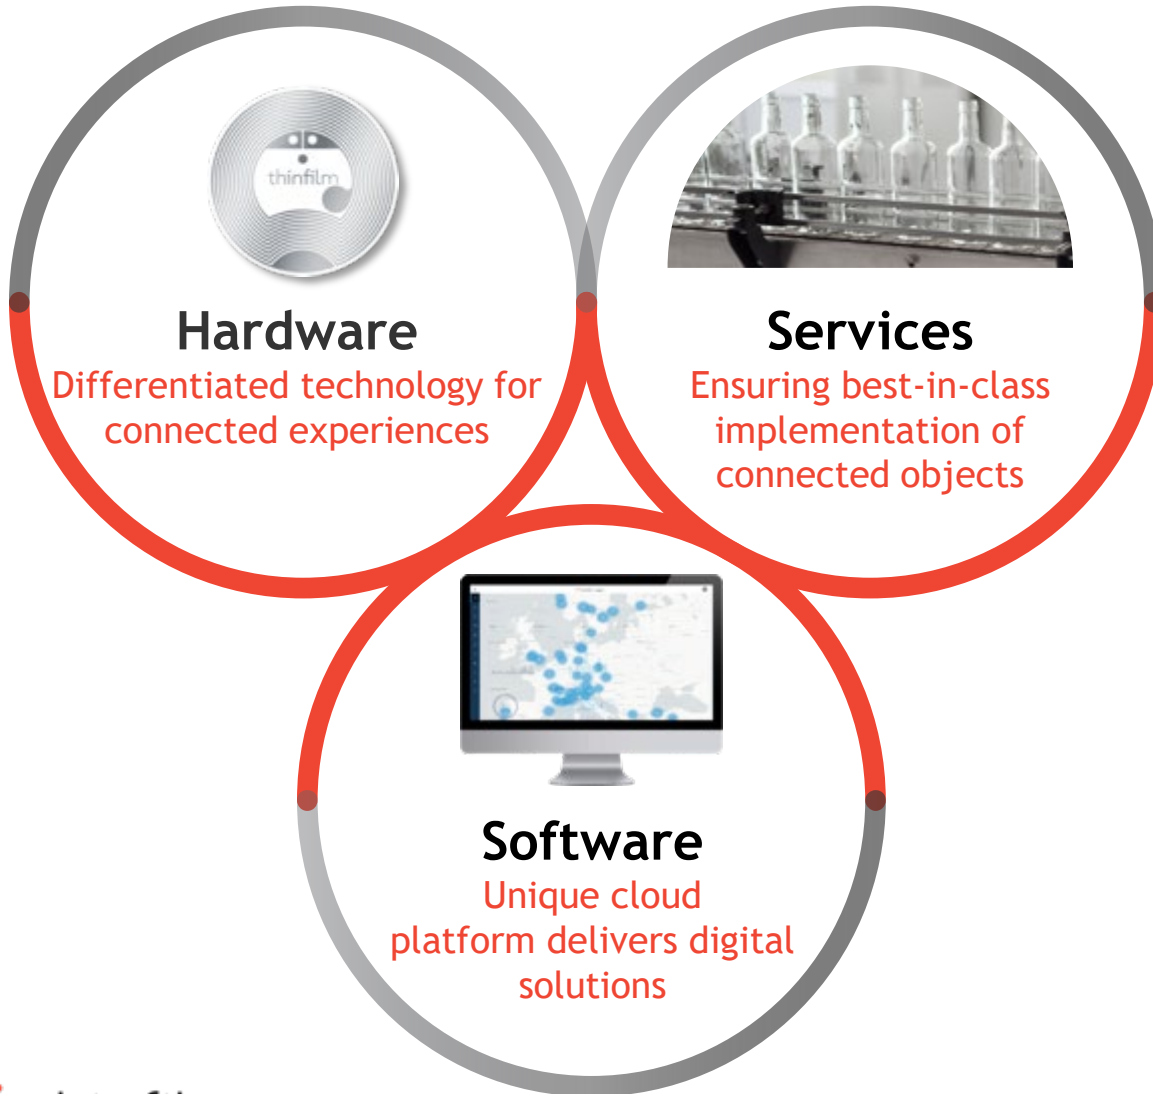 thinfilm
Hardware
Differentiated technology for
connected experiences
Services
Ensuring best-in-class
implementation of
connected objects
Software
Unique cloud
platform delivers digital
solutions